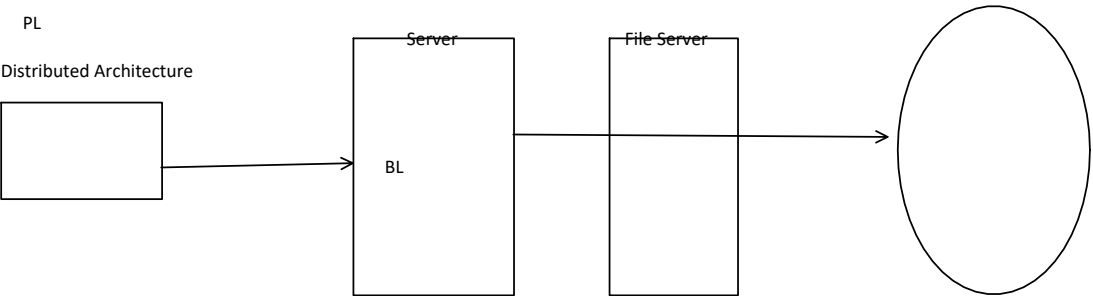 PL
Server
File Server
Distributed Architecture
BL